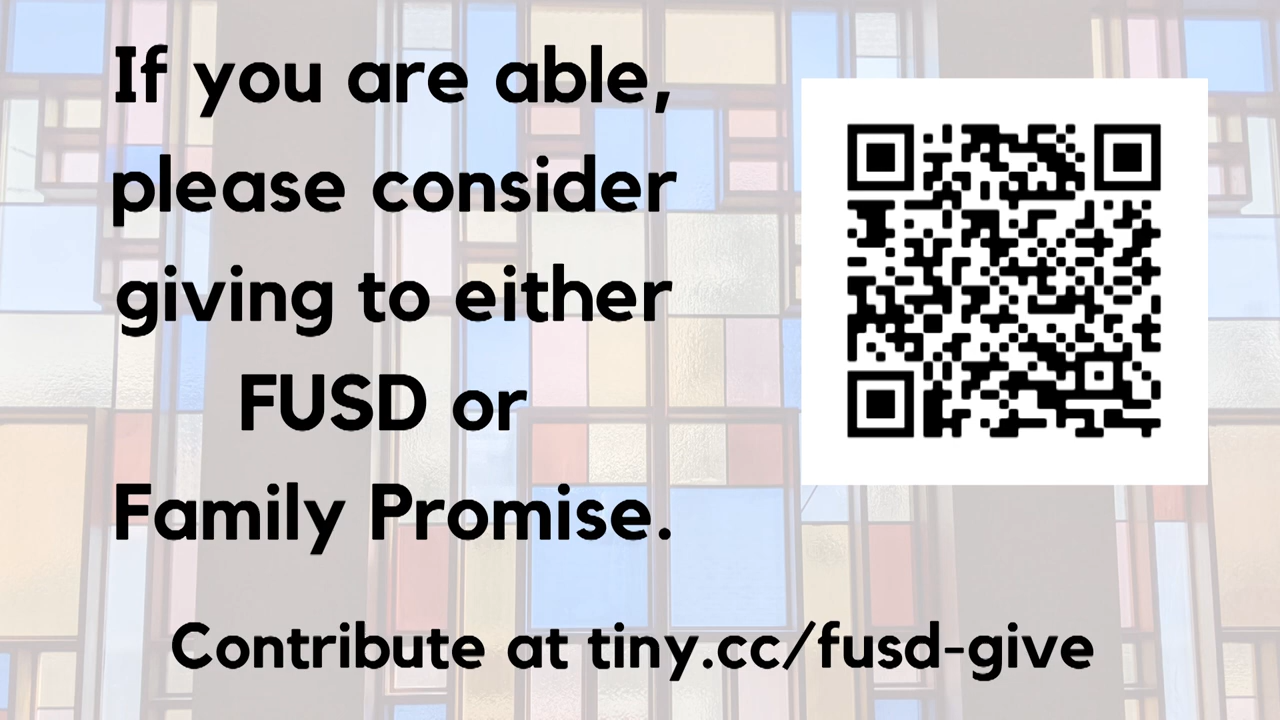 If you are able,
please consider
giving to either
FUSD or
Family Promise.
Contribute at tiny.cc/fusd-give